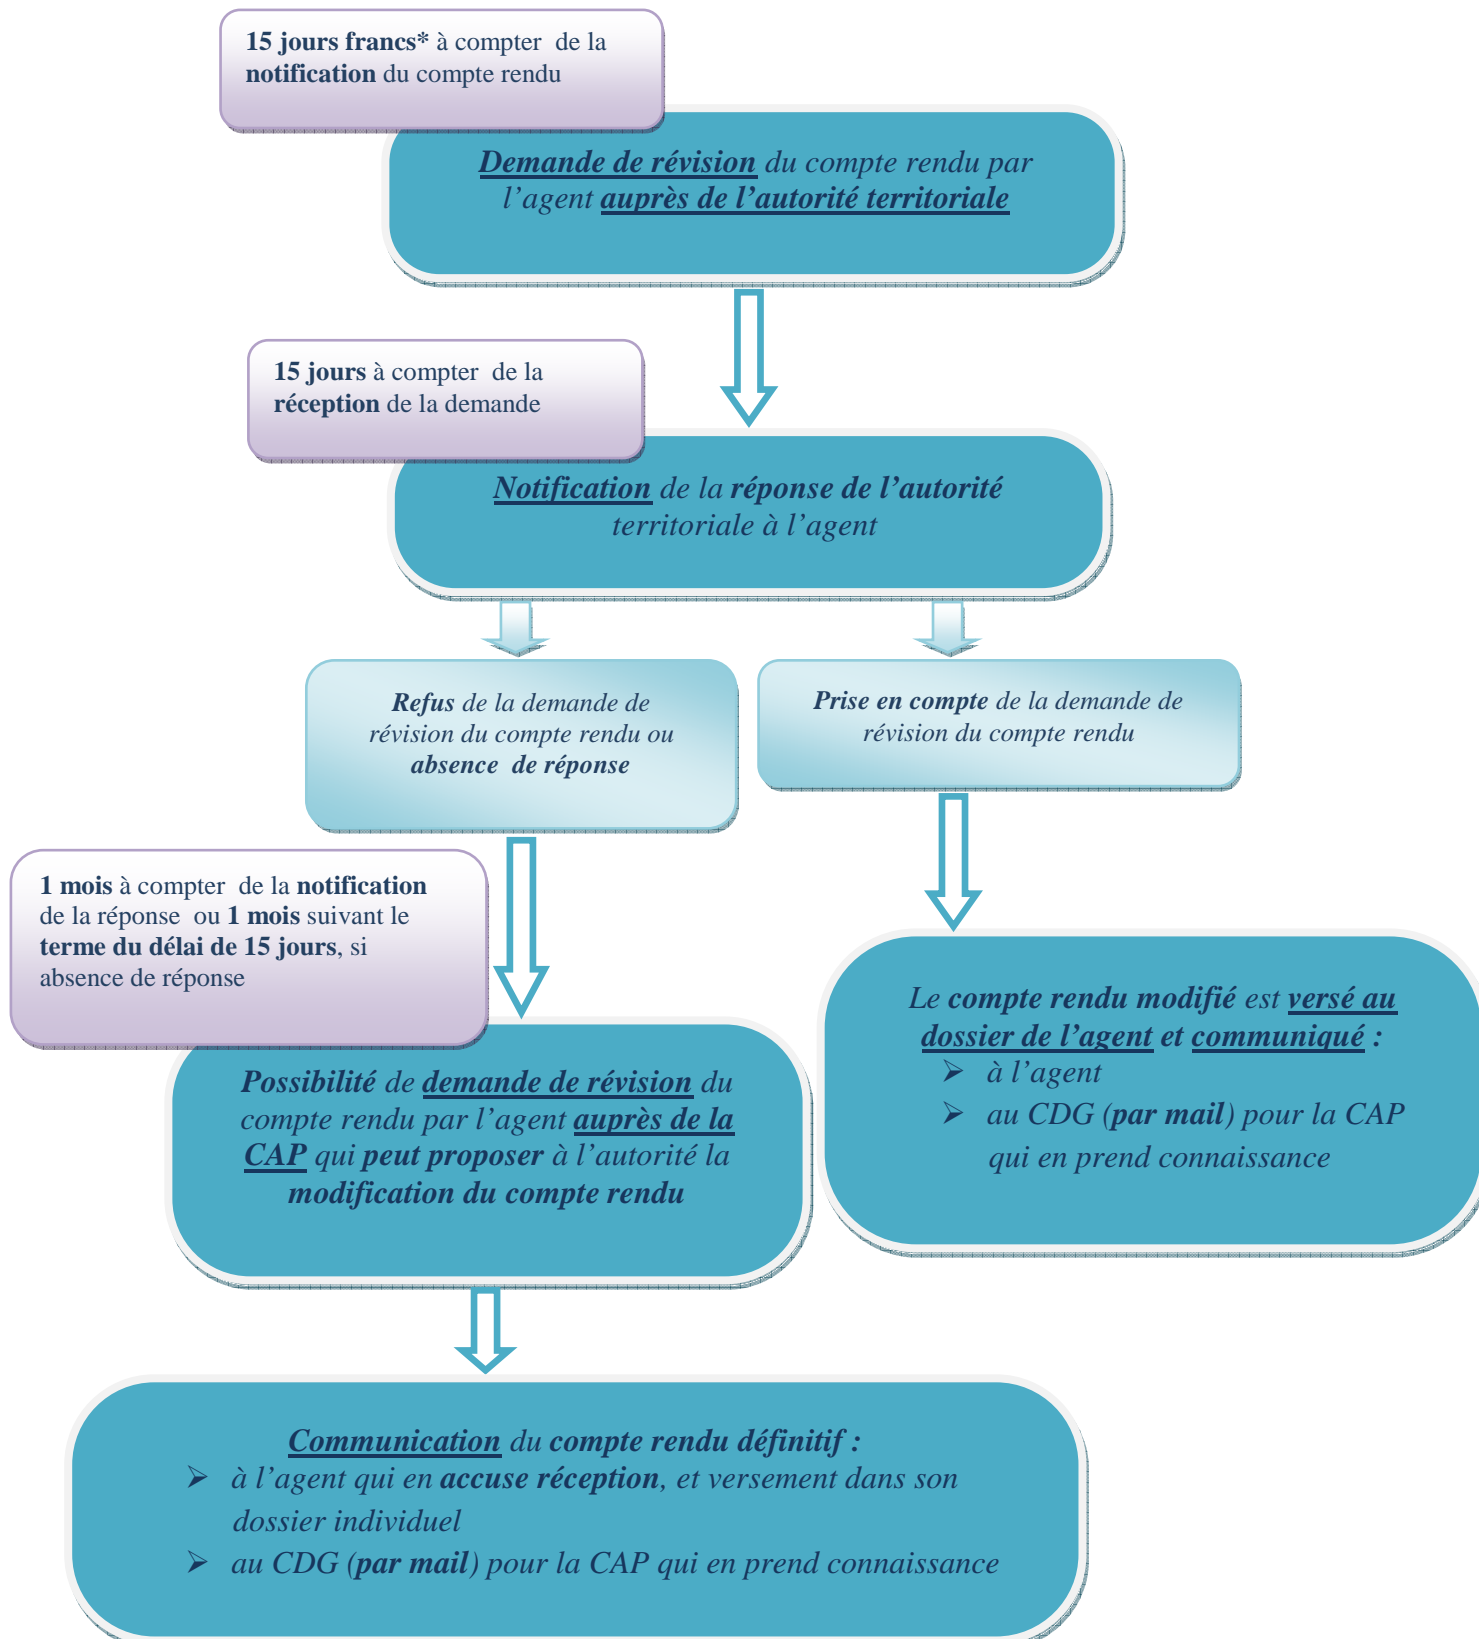 15 jours francs* à compter  de la
notification du compte rendu
Demande de révision du compte rendu par
l’agent auprès de l’autorité territoriale
15 jours à compter  de la
réception de la demande
Notification de la réponse de l’autorité
territoriale à l’agent
Refus de la demande de
révision du compte rendu ou
absence  de réponse
Prise en compte de la demande de
révision du compte rendu
1 mois à compter  de la notification
de la réponse  ou 1 mois suivant le
terme du délai de 15 jours, si
absence de réponse
Possibilité de demande de révision du
compte rendu par l’agent auprès de la
CAP qui peut proposer à l’autorité la
modification du compte rendu
Le compte rendu modifié est versé au
dossier de l’agent et communiqué :
➢ à l’agent
➢ au CDG (par mail) pour la CAP
qui en prend connaissance
Communication du compte rendu définitif :
➢ à l’agent qui en accuse réception, et versement dans son
dossier individuel
➢ au CDG (par mail) pour la CAP qui en prend connaissance